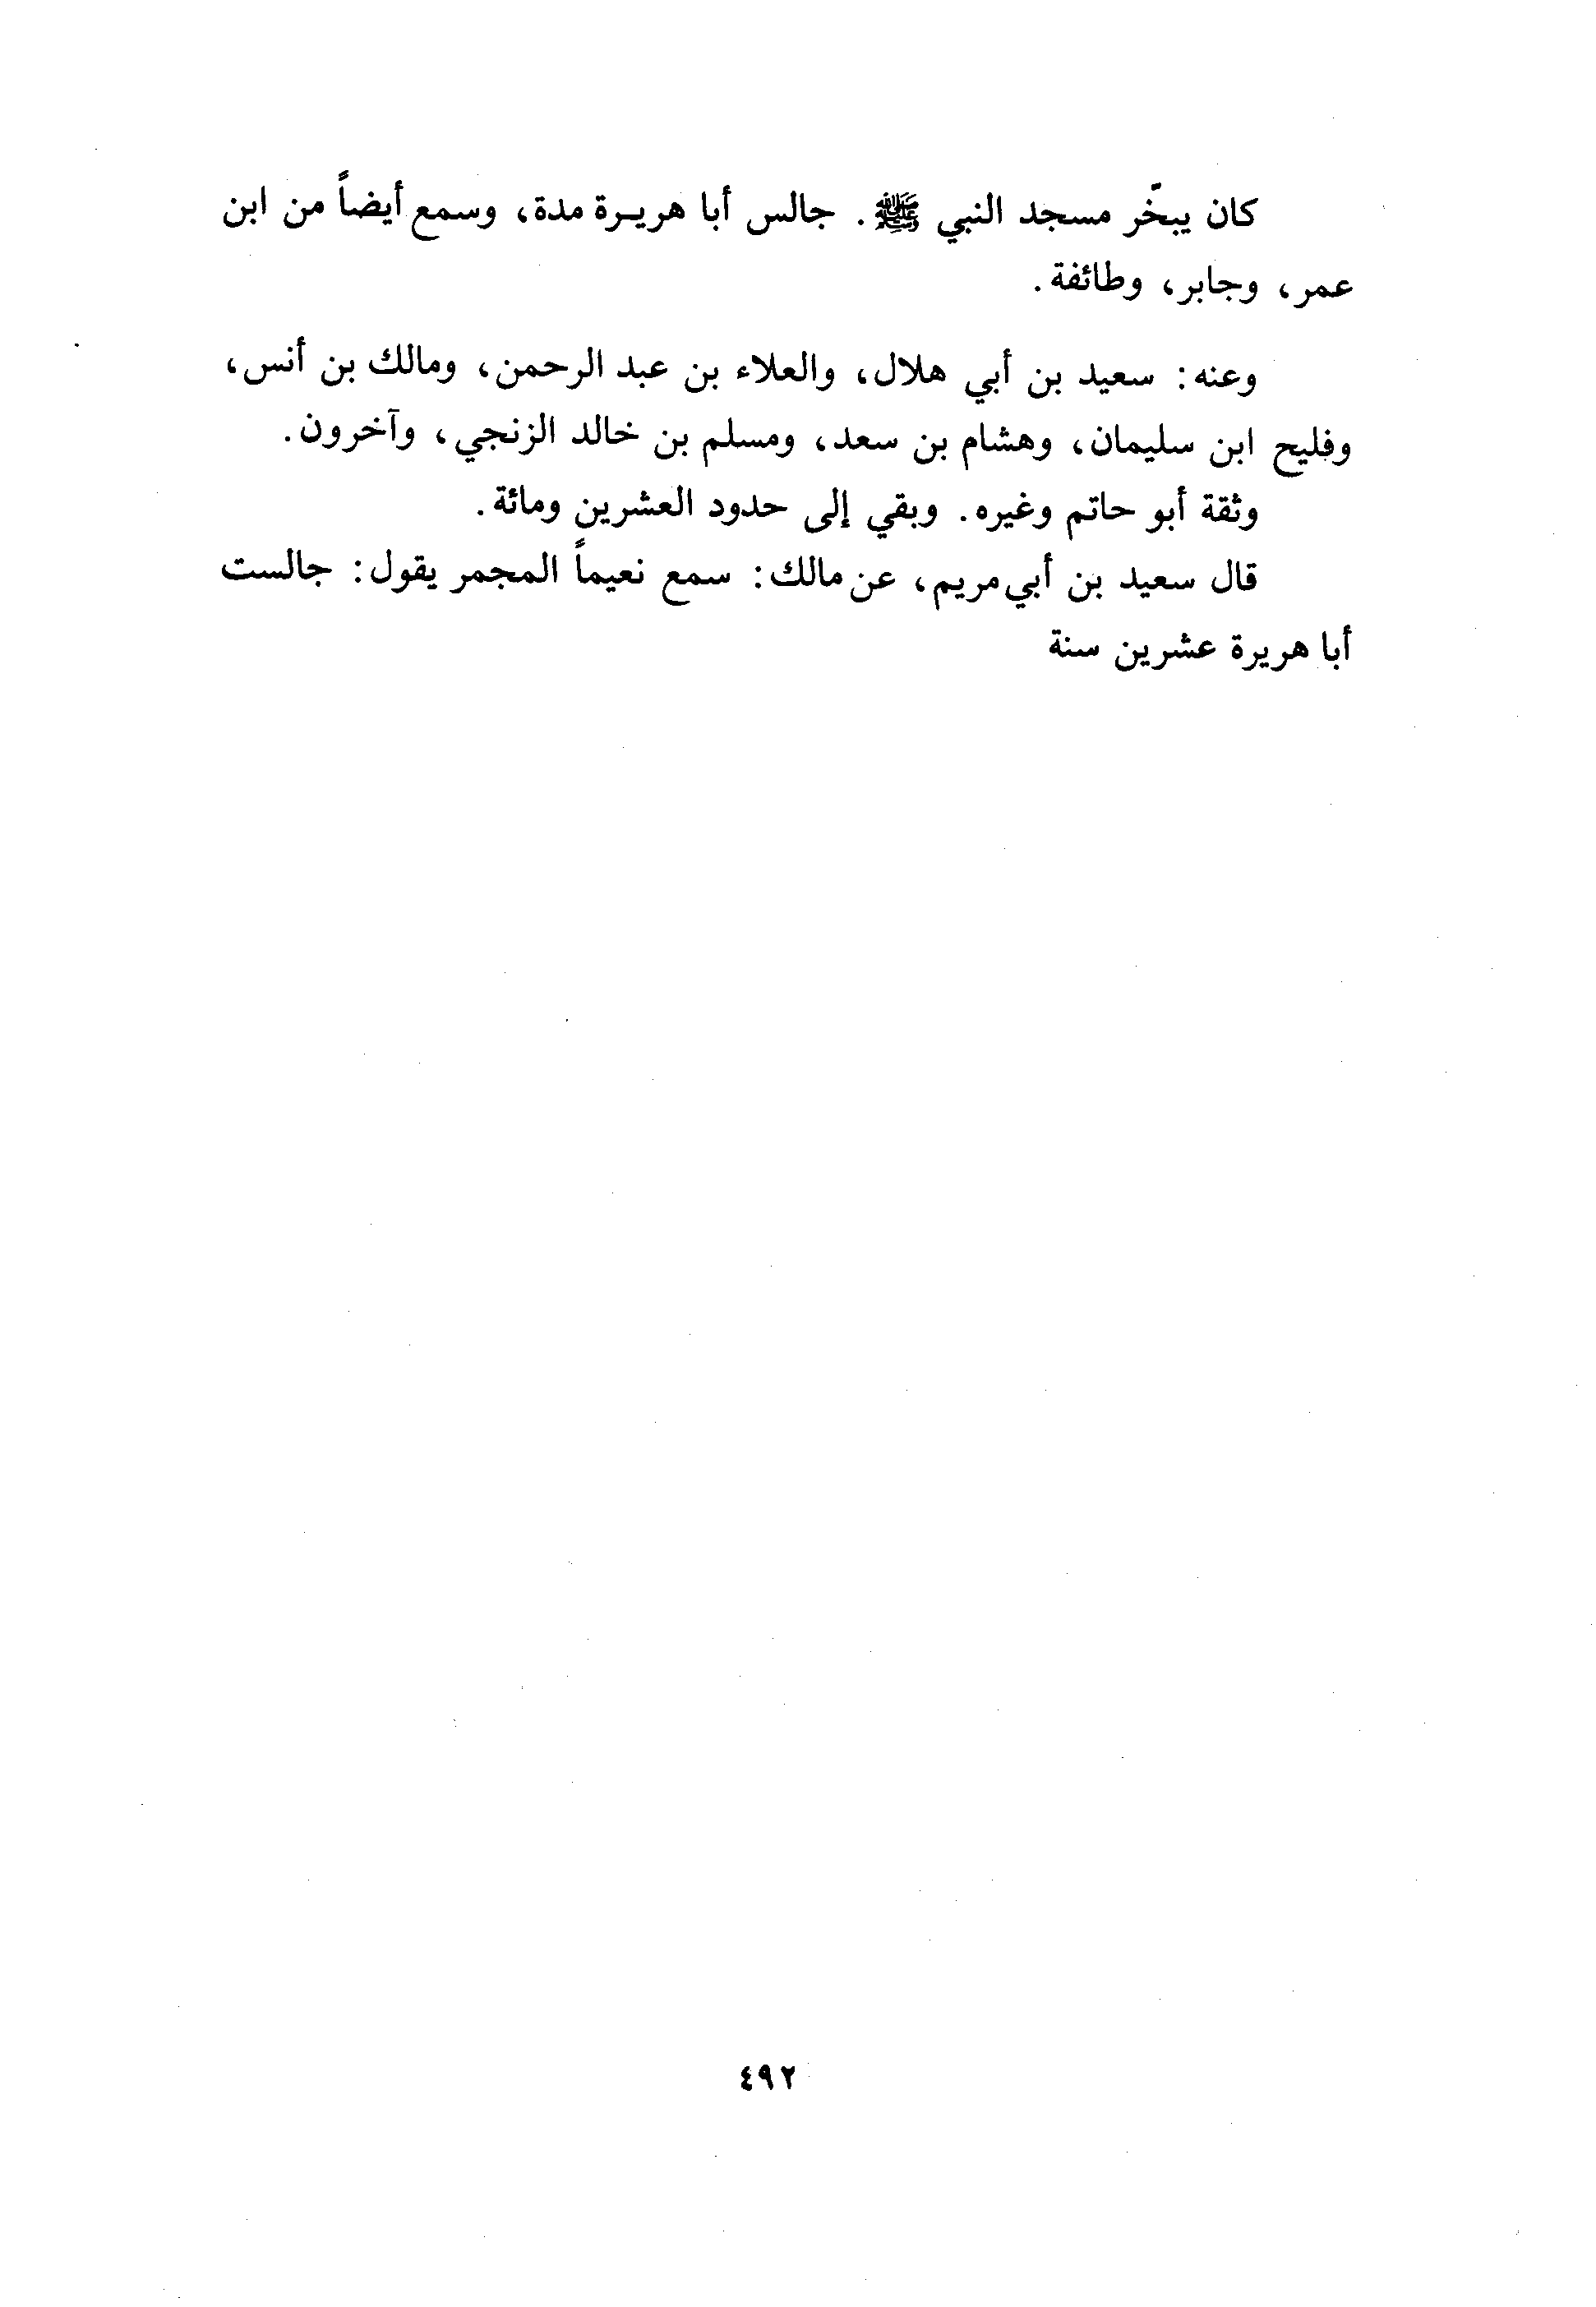 كان يبخّر مسجد النبي ﷺ. جالس أبا هريرة مدة، وسمع أيضاً من ابن
عمر، وجابر، وطائفة.
وعنه: سعيد بن أبي هلال، والعلاء بن عبد الرحمن، ومالك بن أنس،
وفليح ابن سليمان، وهشام بن سعد، ومسلم بن خالد الزنجي، وآخرون.
وثقة أبو حاتم وغيره. وبقي إلى حدود العشرين ومائة.
قال سعيد بن أبي مريم، عن مالك: سمع نعيماً المجمر يقول: جالست
أبا هريرة عشرين سنة
٤٩٢